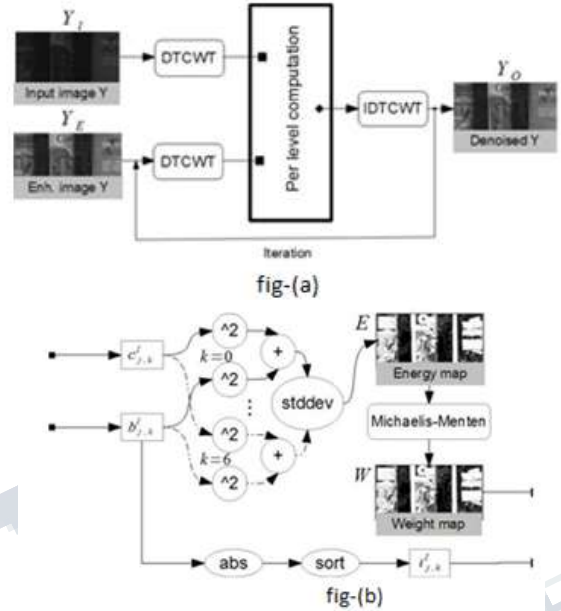 Y_I
Input image Y
DTCWT
Per level computation
IDTCWT
Y_O
Denoised Y
Y_E
Enh. image Y
DTCWT
Iteration
fig-(a)
^2
k=0
+
E
Energy map
^2
stddev
⋮
Michaelis-Menten
^2
k=6
+
^2
W
Weight map
abs
sort
fig-(b)